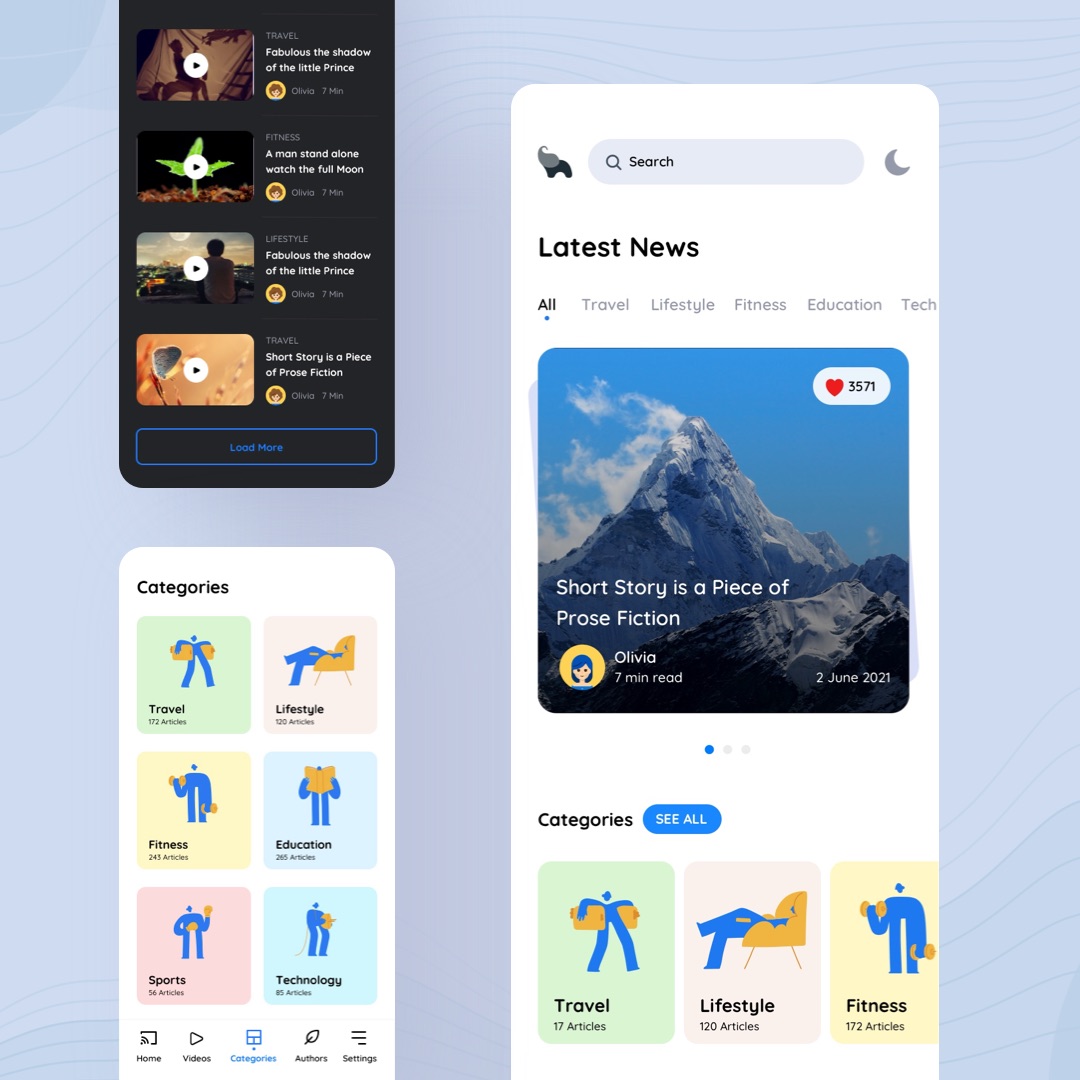 TRAVEL
Fabulous the shadow
of the little Prince
Olivia 7 Min
FITNESS
A man stand alone
watch the full Moon
Olivia 7 Min
LIFESTYLE
Fabulous the shadow
of the little Prince
Olivia 7 Min
TRAVEL
Short Story is a Piece
of Prose Fiction
Olivia 7 Min
Load More
Categories
Travel
172 Articles
Lifestyle
120 Articles
Fitness
243 Articles
Education
265 Articles
Sports
56 Articles
Technology
85 Articles
Home Videos Categories Authors Settings
Search
Latest News
All Travel Lifestyle Fitness Education Tech
3571
Short Story is a Piece of
Prose Fiction
Olivia
7 min read
2 June 2021
Categories SEE ALL
Travel
17 Articles
Lifestyle
120 Articles
Fitness
172 Articles